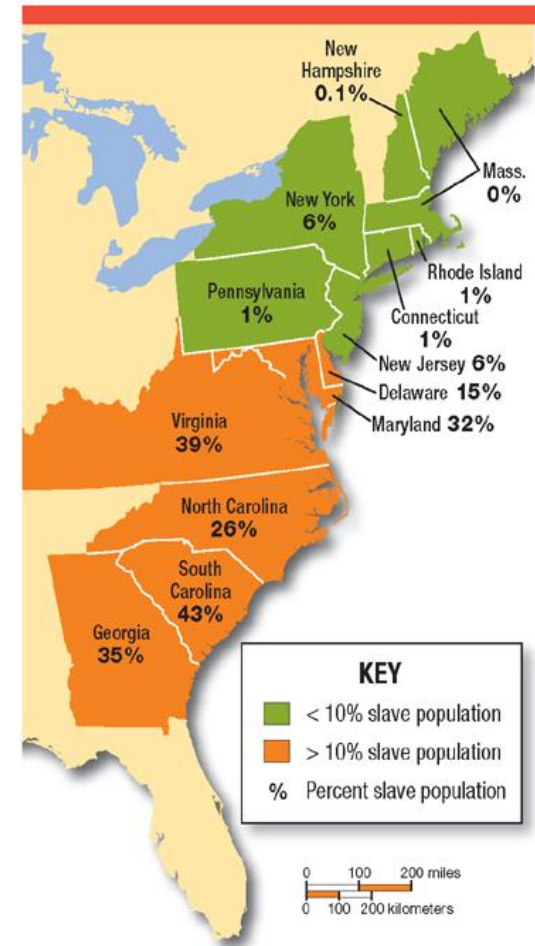 New
Hampshire
0.1%
Mass.
0%
New York
6%
Rhode Island
1%
Pennsylvania
1%
Connecticut
1%
New Jersey 6%
Delaware 15%
Maryland 32%
Virginia
39%
North Carolina
26%
South
Carolina
43%
Georgia
35%
KEY
< 10% slave population
> 10% slave population
% Percent slave population
0 100 200 miles
0 100 200 kilometers